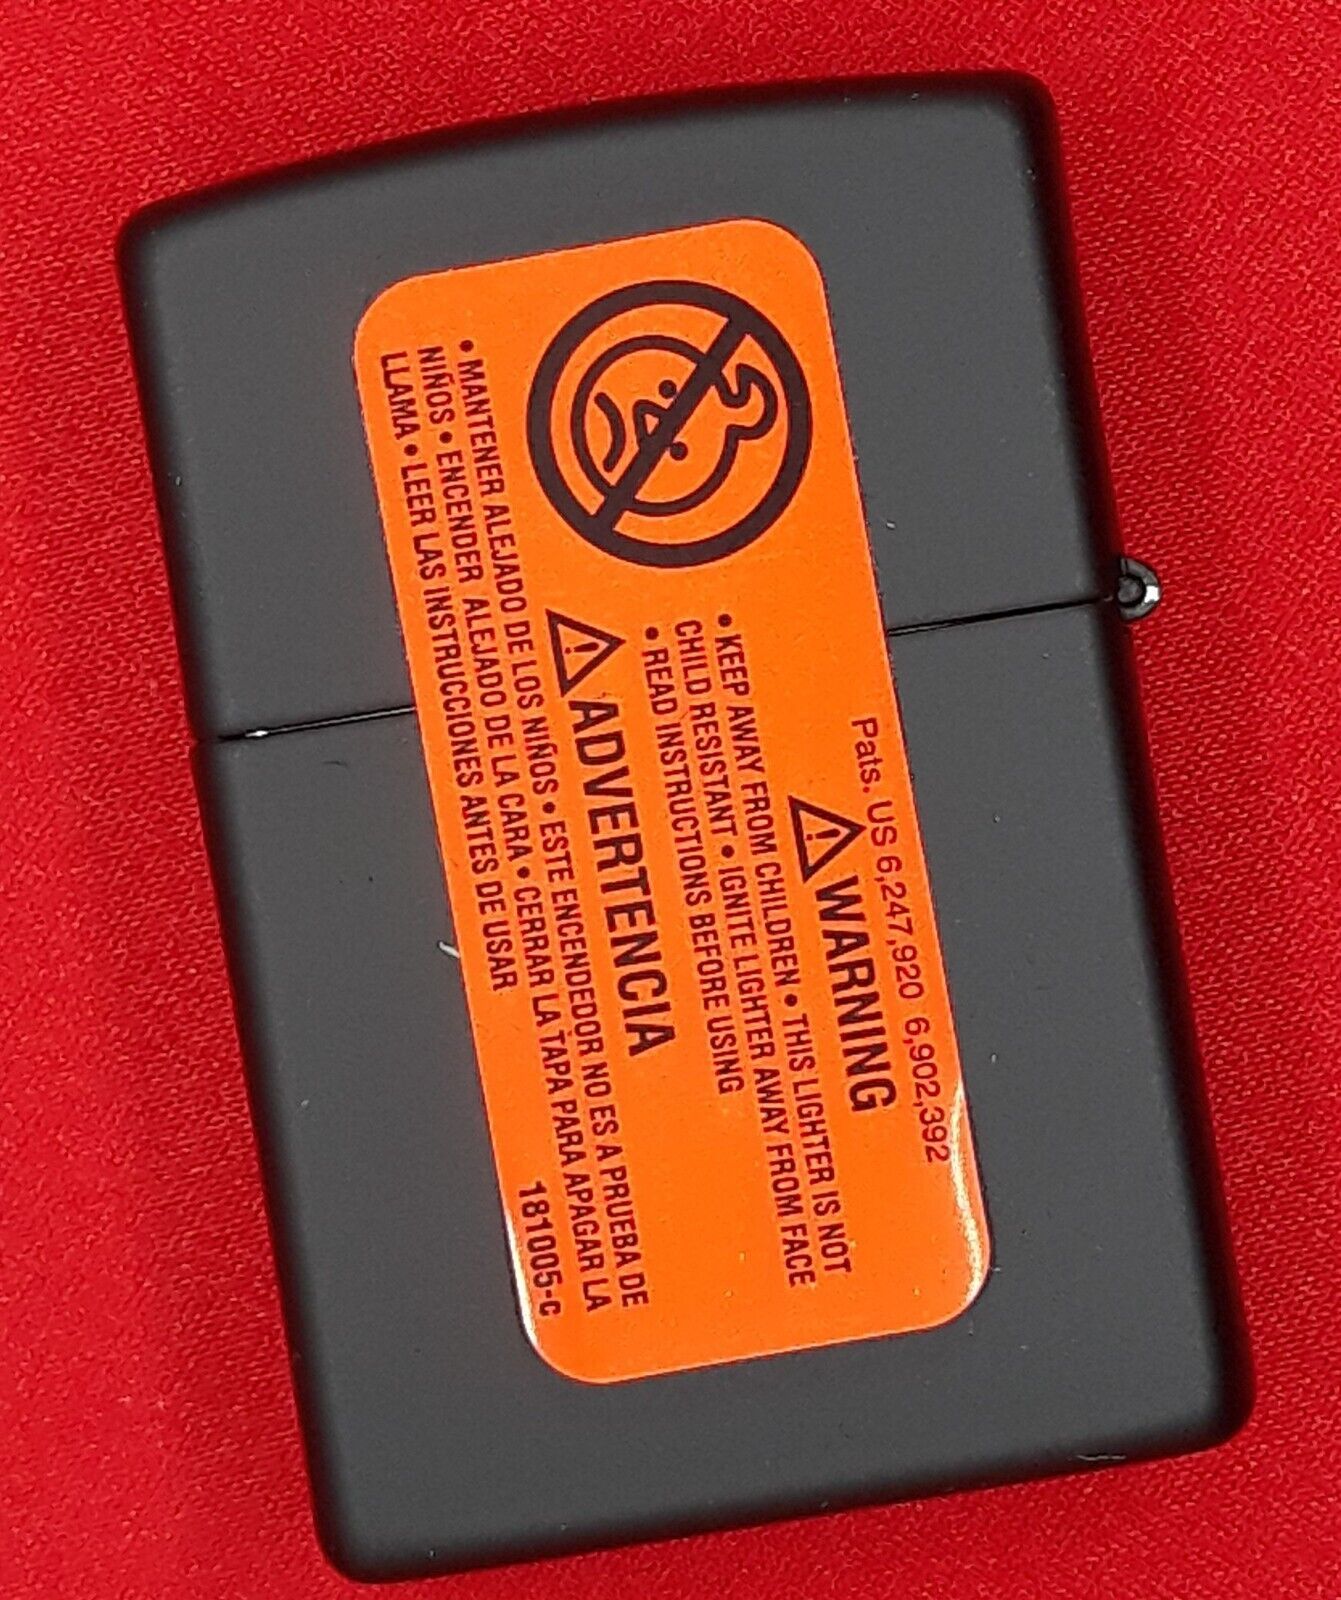 Pats. US 6,247,920 6,902,392
WARNING
• KEEP AWAY FROM CHILDREN • THIS LIGHTER IS NOT
CHILD RESISTANT • IGNITE LIGHTER AWAY FROM FACE
• READ INSTRUCTIONS BEFORE USING
ADVERTENCIA
• MANTENER ALEJADO DE LOS NIÑOS • ESTE ENCENDEDOR NO ES A PRUEBA DE
NIÑOS • ENCENDER ALEJADO DE LA CARA • CERRAR LA TAPA PARA APAGAR LA
LLAMA • LEER LAS INSTRUCCIONES ANTES DE USAR
181005-C